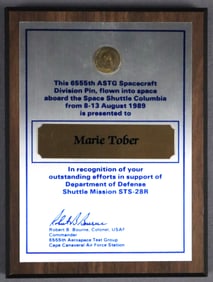 This 6555th ASTG Spacecraft
Division Pin, flown into space
aboard the Space Shuttle Columbia
from 8-13 August 1989
is presented to
Marie Tober
In recognition of your
outstanding efforts in support of
Department of Defense
Shuttle Mission STS-28R
Robert B. Bourne, Colonel, USAF
Commander
6555th Aerospace Test Group
Cape Canaveral Air Force Station